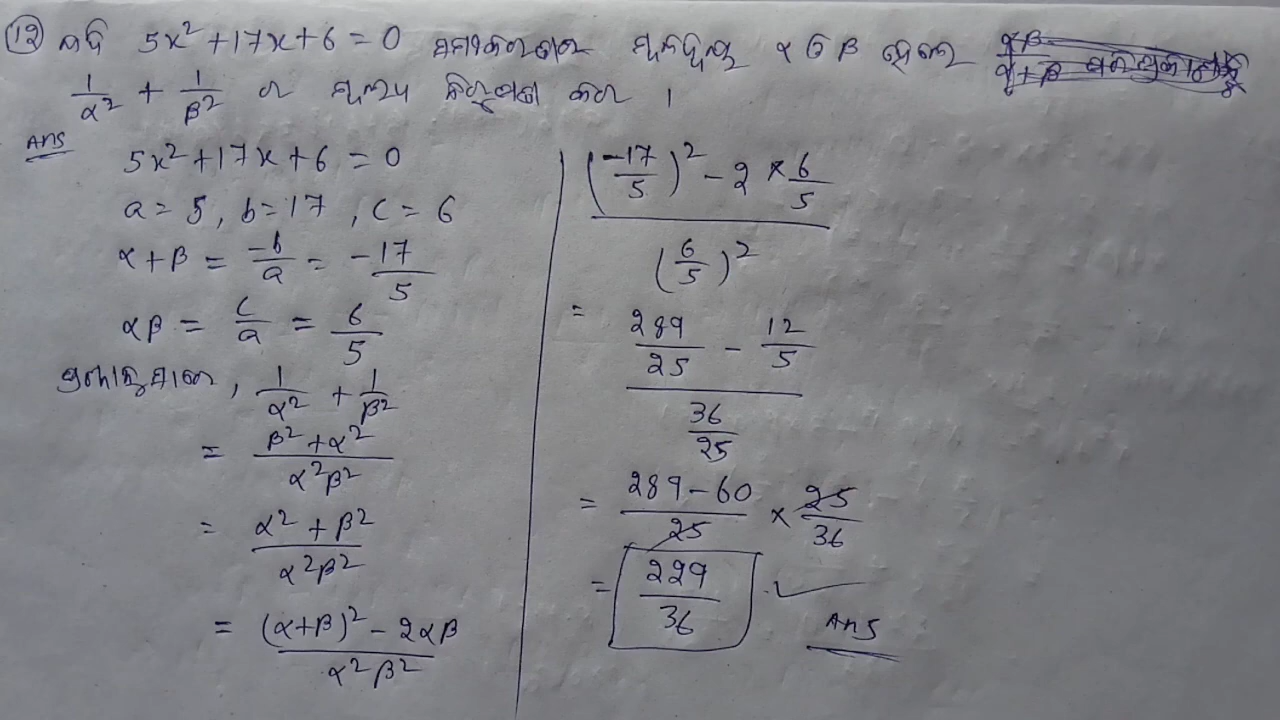 ୧୨ ଯଦି 5x² + 17x + 6 = 0 ସମୀକରଣର ମୂଳଦ୍ୱୟ α ଓ β ହେଲେ
1/α² + 1/β² ର ମୂଲ୍ୟ ନିରୂପଣ କର ।
Ans
5x² + 17x + 6 = 0
a = 5, b = 17, c = 6
α + β = -b/a = -17/5
αβ = c/a = 6/5
1/α² + 1/β²
= (β² + α²)/(α²β²)
= (α² + β²)/(α²β²)
= ((α+β)² - 2αβ)/(α²β²)
((-17/5)² - 2 × 6/5)/(6/5)²
= (289/25 - 12/5)/(36/25)
= (289 - 60)/25 × 25/36
= 229/36
Ans